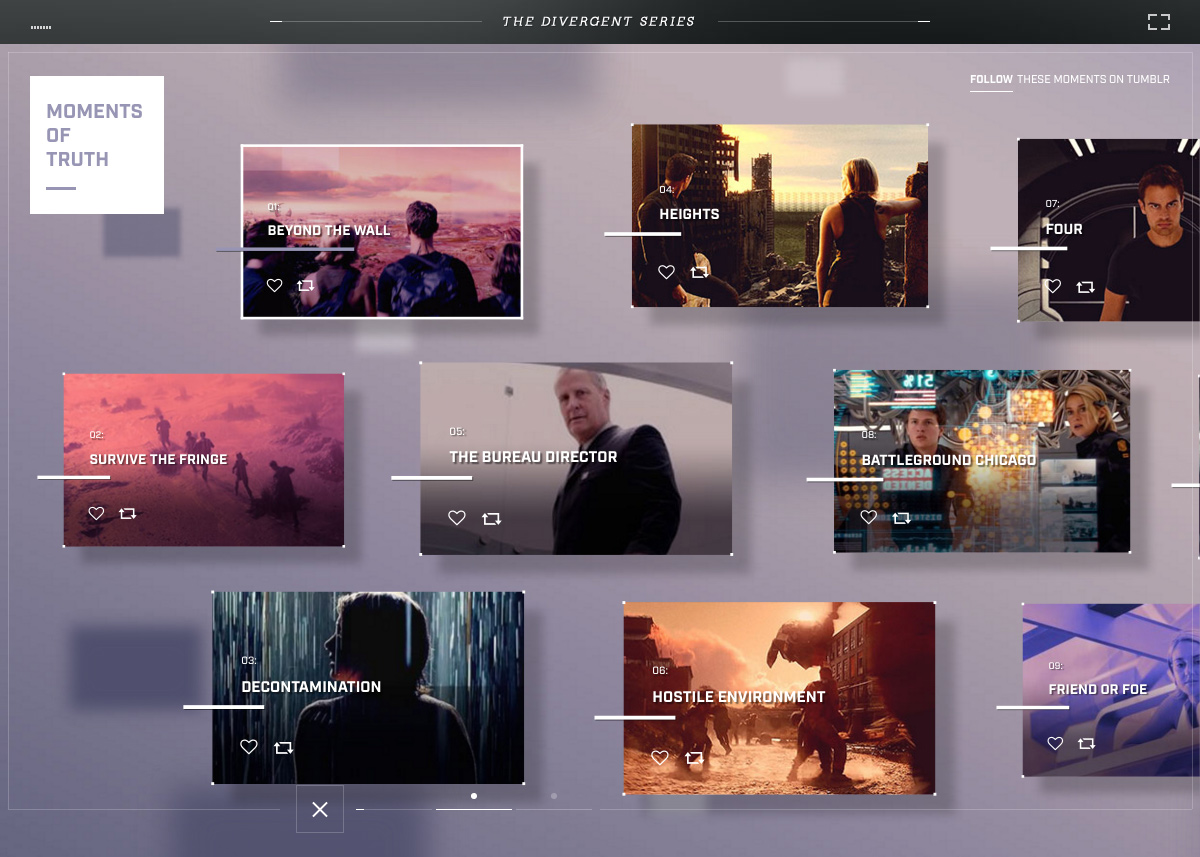 THE DIVERGENT SERIES
FOLLOW THESE MOMENTS ON TUMBLR
MOMENTS
OF
TRUTH
01:
BEYOND THE WALL
04:
HEIGHTS
07:
FOUR
02:
SURVIVE THE FRINGE
05:
THE BUREAU DIRECTOR
08:
BATTLEGROUND CHICAGO
03:
DECONTAMINATION
06:
HOSTILE ENVIRONMENT
09:
FRIEND OR FOE